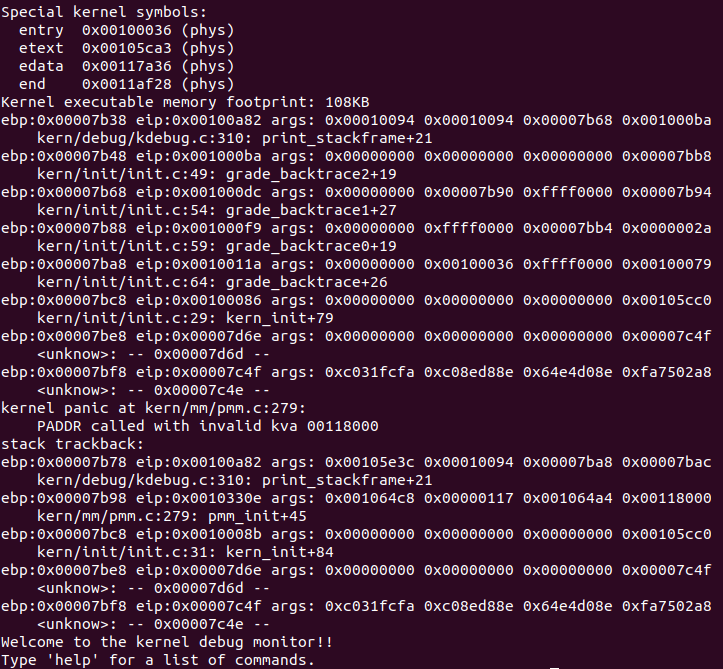 Special kernel symbols:
  entry  0x00100036 (phys)
  etext  0x00105ca3 (phys)
  edata  0x00117a36 (phys)
  end    0x0011af28 (phys)
Kernel executable memory footprint: 108KB
ebp:0x00007b38 eip:0x00100a82 args: 0x00010094 0x00010094 0x00007b68 0x001000ba
    kern/debug/kdebug.c:310: print_stackframe+21
ebp:0x00007b48 eip:0x001000ba args: 0x00000000 0x00000000 0x00000000 0x00007bb8
    kern/init/init.c:49: grade_backtrace2+19
ebp:0x00007b68 eip:0x001000dc args: 0x00000000 0x00007b90 0xffff0000 0x00007b94
    kern/init/init.c:54: grade_backtrace1+27
ebp:0x00007b88 eip:0x001000f9 args: 0x00000000 0xffff0000 0x00007bb4 0x0000002a
    kern/init/init.c:59: grade_backtrace0+19
ebp:0x00007ba8 eip:0x0010011a args: 0x00000000 0x00100036 0xffff0000 0x00100079
    kern/init/init.c:64: grade_backtrace+26
ebp:0x00007bc8 eip:0x00100086 args: 0x00000000 0x00000000 0x00000000 0x00105cc0
    kern/init/init.c:29: kern_init+79
ebp:0x00007be8 eip:0x00007d6e args: 0x00000000 0x00000000 0x00000000 0x00007c4f
    <unknow>: -- 0x00007d6d --
ebp:0x00007bf8 eip:0x00007c4f args: 0xc031fcfa 0xc08ed88e 0x64e4d08e 0xfa7502a8
    <unknow>: -- 0x00007c4e --
kernel panic at kern/mm/pmm.c:279:
    PADDR called with invalid kva 00118000
stack trackback:
ebp:0x00007b78 eip:0x00100a82 args: 0x00105e3c 0x00010094 0x00007ba8 0x00007bac
    kern/debug/kdebug.c:310: print_stackframe+21
ebp:0x00007b98 eip:0x0010330e args: 0x001064c8 0x00000117 0x001064a4 0x00118000
    kern/mm/pmm.c:279: pmm_init+45
ebp:0x00007bc8 eip:0x0010008b args: 0x00000000 0x00000000 0x00000000 0x00105cc0
    kern/init/init.c:31: kern_init+84
ebp:0x00007be8 eip:0x00007d6e args: 0x00000000 0x00000000 0x00000000 0x00007c4f
    <unknow>: -- 0x00007d6d --
ebp:0x00007bf8 eip:0x00007c4f args: 0xc031fcfa 0xc08ed88e 0x64e4d08e 0xfa7502a8
    <unknow>: -- 0x00007c4e --
Welcome to the kernel debug monitor!!
Type 'help' for a list of commands.